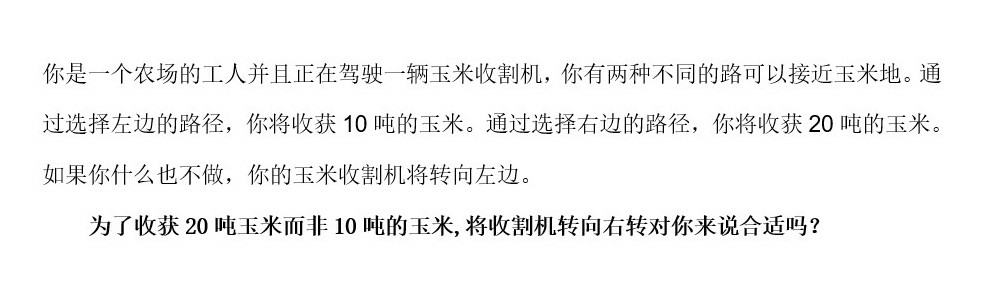 你是一个农场的工人并且正在驾驶一辆玉米收割机，你有两种不同的路可以接近玉米地。通
过选择左边的路径，你将收获 10 吨的玉米。通过选择右边的路径，你将收获 20 吨的玉米。
如果你什么也不做，你的玉米收割机将转向左边。
为了收获 20 吨玉米而非 10 吨的玉米,将收割机转向右转对你来说合适吗？